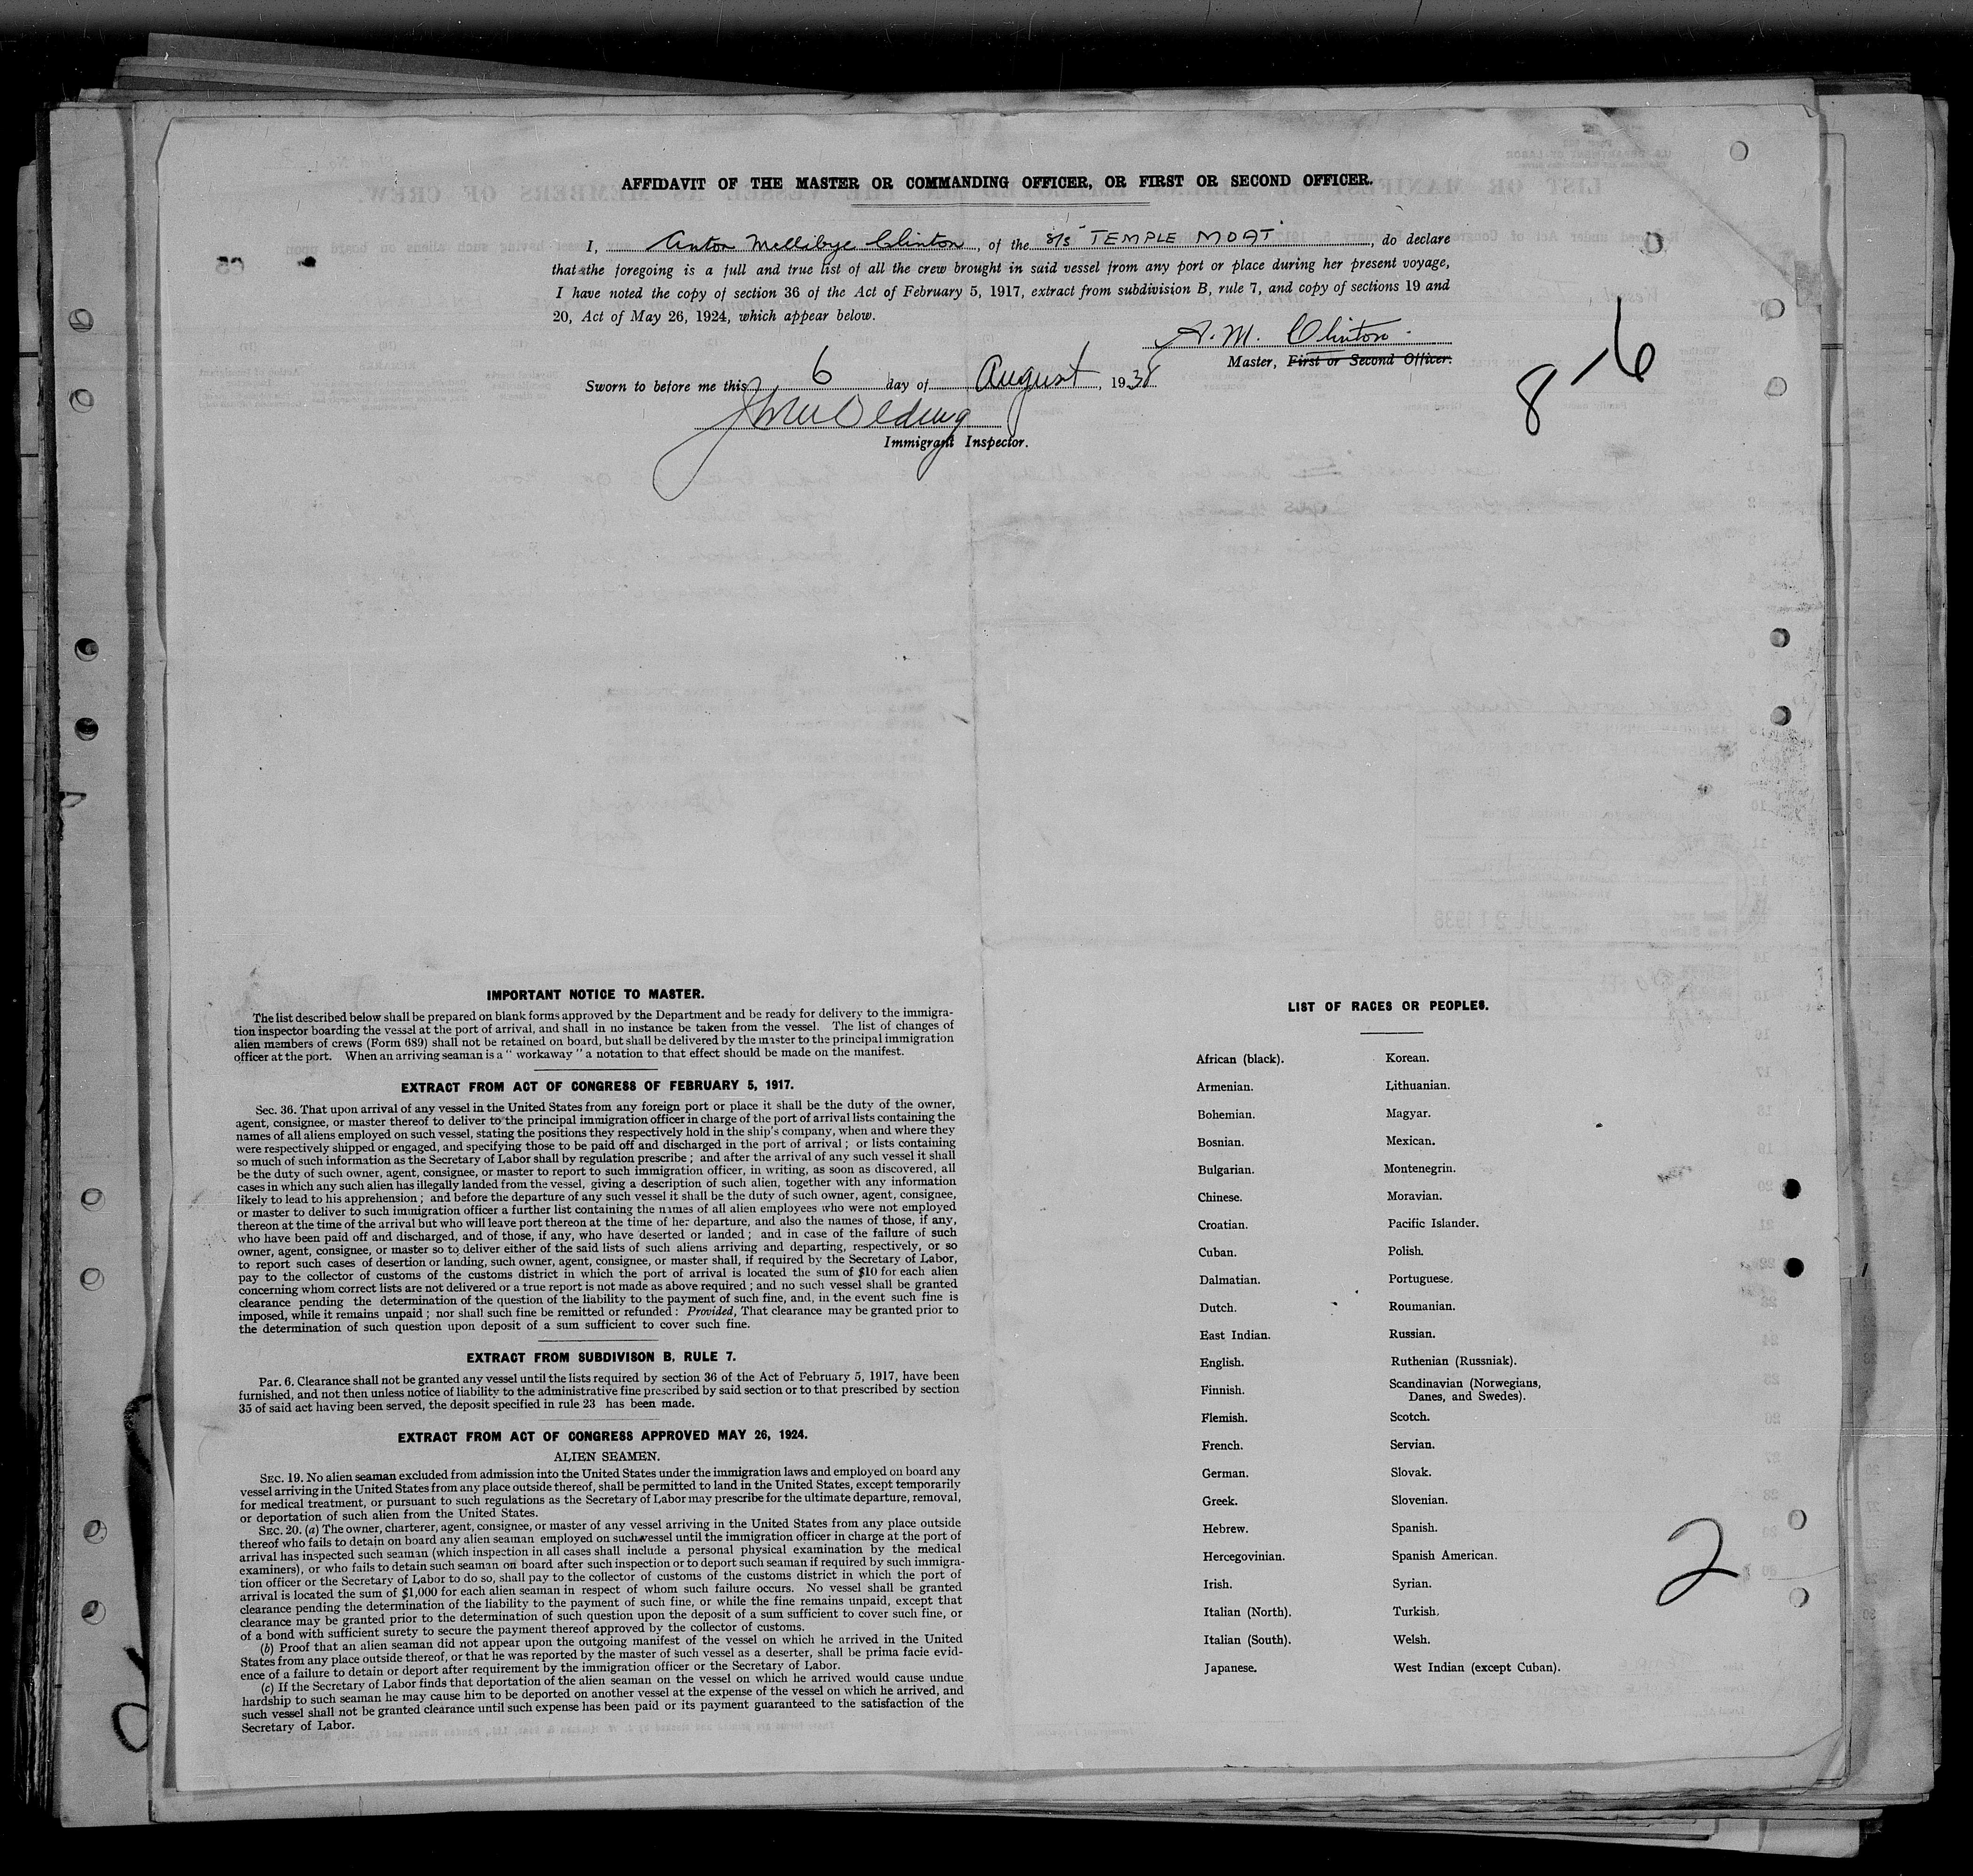 AFFIDAVIT OF THE MASTER OR COMMANDING OFFICER, OR FIRST OR SECOND OFFICER.
I, Anton Mellibye Clinton, of the S/S TEMPLE MOAT, do declare
that the foregoing is a full and true list of all the crew brought in said vessel from any port or place during her present voyage,
I have noted the copy of section 36 of the Act of February 5, 1917, extract from subdivision B, rule 7, and copy of sections 19 and
20, Act of May 26, 1924, which appear below.
A. M. Clinton.
Master, First or Second Officer.
8-6
Sworn to before me this 6 day of August, 1938
Immigrant Inspector.
IMPORTANT NOTICE TO MASTER.
The list described below shall be prepared on blank forms approved by the Department and be ready for delivery to the immigra-
tion inspector boarding the vessel at the port of arrival, and shall in no instance be taken from the vessel. The list of changes of
alien members of crews (Form 689) shall not be retained on board, but shall be delivered by the master to the principal immigration
officer at the port. When an arriving seaman is a " workaway " a notation to that effect should be made on the manifest.
EXTRACT FROM ACT OF CONGRESS OF FEBRUARY 5, 1917.
Sec. 36. That upon arrival of any vessel in the United States from any foreign port or place it shall be the duty of the owner,
agent, consignee, or master thereof to deliver to the principal immigration officer in charge of the port of arrival lists containing the
names of all aliens employed on such vessel, stating the positions they respectively hold in the ship's company, when and where they
were respectively shipped or engaged, and specifying those to be paid off and discharged in the port of arrival ; or lists containing
so much of such information as the Secretary of Labor shall by regulation prescribe ; and after the arrival of any such vessel it shall
be the duty of such owner, agent, consignee, or master to report to such immigration officer, in writing, as soon as discovered, all
cases in which any such alien has illegally landed from the vessel, giving a description of such alien, together with any information
likely to lead to his apprehension ; and before the departure of any such vessel it shall be the duty of such owner, agent, consignee,
or master to deliver to such immigration officer a further list containing the names of all alien employees who were not employed
thereon at the time of the arrival but who will leave port thereon at the time of her departure, and also the names of those, if any,
who have been paid off and discharged, and of those, if any, who have deserted or landed ; and in case of the failure of such
owner, agent, consignee, or master so to deliver either of the said lists of such aliens arriving and departing, respectively, or so
to report such cases of desertion or landing, such owner, agent, consignee, or master shall, if required by the Secretary of Labor,
pay to the collector of customs of the customs district in which the port of arrival is located the sum of $10 for each alien
concerning whom correct lists are not delivered or a true report is not made as above required ; and no such vessel shall be granted
clearance pending the determination of the question of the liability to the payment of such fine, and, in the event such fine is
imposed, while it remains unpaid ; nor shall such fine be remitted or refunded : Provided, That clearance may be granted prior to
the determination of such question upon deposit of a sum sufficient to cover such fine.
EXTRACT FROM SUBDIVISON B, RULE 7.
Par. 6. Clearance shall not be granted any vessel until the lists required by section 36 of the Act of February 5, 1917, have been
furnished, and not then unless notice of liability to the administrative fine prescribed by said section or to that prescribed by section
35 of said act having been served, the deposit specified in rule 23 has been made.
EXTRACT FROM ACT OF CONGRESS APPROVED MAY 26, 1924.
ALIEN SEAMEN.
SEC. 19. No alien seaman excluded from admission into the United States under the immigration laws and employed on board any
vessel arriving in the United States from any place outside thereof, shall be permitted to land in the United States, except temporarily
for medical treatment, or pursuant to such regulations as the Secretary of Labor may prescribe for the ultimate departure, removal,
or deportation of such alien from the United States.
SEC. 20. (a) The owner, charterer, agent, consignee, or master of any vessel arriving in the United States from any place outside
thereof who fails to detain on board any alien seaman employed on such vessel until the immigration officer in charge at the port of
arrival has inspected such seaman (which inspection in all cases shall include a personal physical examination by the medical
examiners), or who fails to detain such seaman on board after such inspection or to deport such seaman if required by such immigra-
tion officer or the Secretary of Labor to do so, shall pay to the collector of customs of the customs district in which the port of
arrival is located the sum of $1,000 for each alien seaman in respect of whom such failure occurs. No vessel shall be granted
clearance pending the determination of the liability to the payment of such fine, or while the fine remains unpaid, except that
clearance may be granted prior to the determination of such question upon the deposit of a sum sufficient to cover such fine, or
of a bond with sufficient surety to secure the payment thereof approved by the collector of customs.
(b) Proof that an alien seaman did not appear upon the outgoing manifest of the vessel on which he arrived in the United
States from any place outside thereof, or that he was reported by the master of such vessel as a deserter, shall be prima facie evid-
ence of a failure to detain or deport after requirement by the immigration officer or the Secretary of Labor.
(c) If the Secretary of Labor finds that deportation of the alien seaman on the vessel on which he arrived would cause undue
hardship to such seaman he may cause him to be deported on another vessel at the expense of the vessel on which he arrived, and
such vessel shall not be granted clearance until such expense has been paid or its payment guaranteed to the satisfaction of the
Secretary of Labor.
LIST OF RACES OR PEOPLES.
African (black).
Armenian.
Bohemian.
Bosnian.
Bulgarian.
Chinese.
Croatian.
Cuban.
Dalmatian.
Dutch.
East Indian.
English.
Finnish.
Flemish.
French.
German.
Greek.
Hebrew.
Hercegovinian.
Irish.
Italian (North).
Italian (South).
Japanese.
Korean.
Lithuanian.
Magyar.
Mexican.
Montenegrin.
Moravian.
Pacific Islander.
Polish.
Portuguese.
Roumanian.
Russian.
Ruthenian (Russniak).
Scandinavian (Norwegians,
Danes, and Swedes).
Scotch.
Servian.
Slovak.
Slovenian.
Spanish.
Spanish American.
Syrian.
Turkish.
Welsh.
West Indian (except Cuban).
2